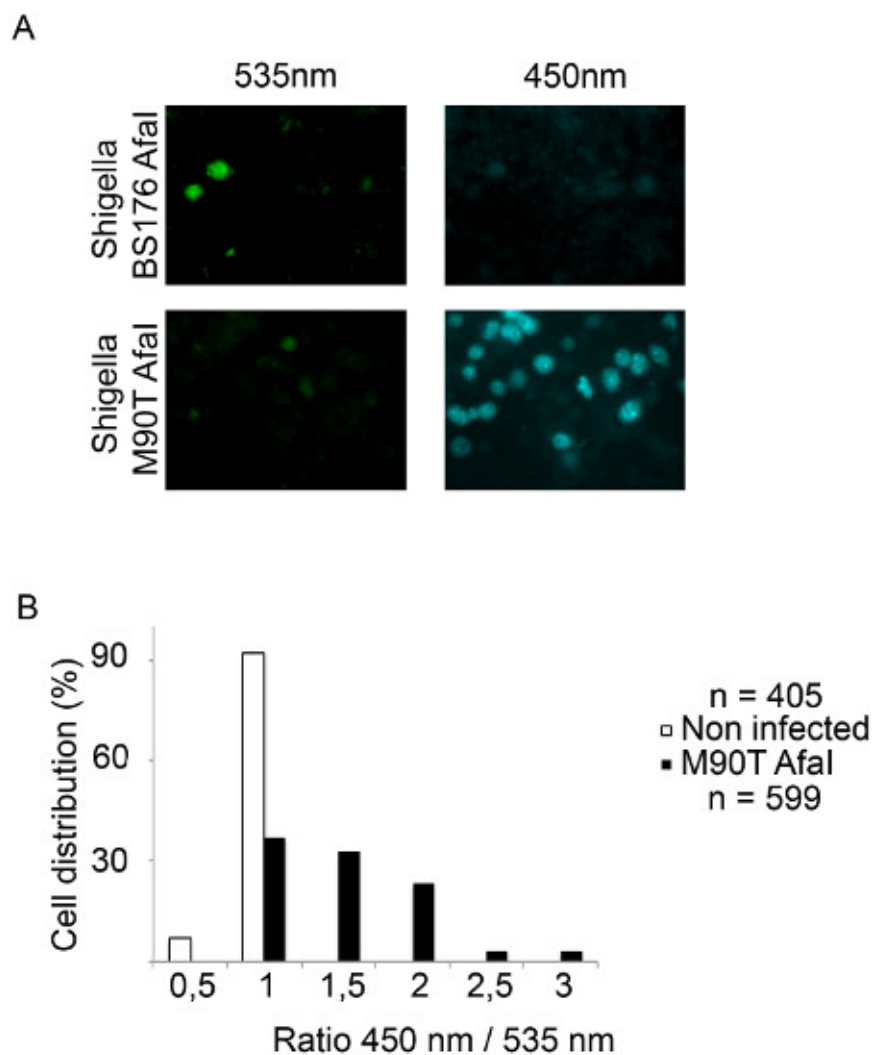 A
535nm
450nm
Shigella
BS176 AfaI
Shigella
M90T AfaI
B
Cell distribution (%)
90
60
30
0,5 1 1,5 2 2,5 3
Ratio 450 nm / 535 nm
n = 405
Non infected
M90T AfaI
n = 599